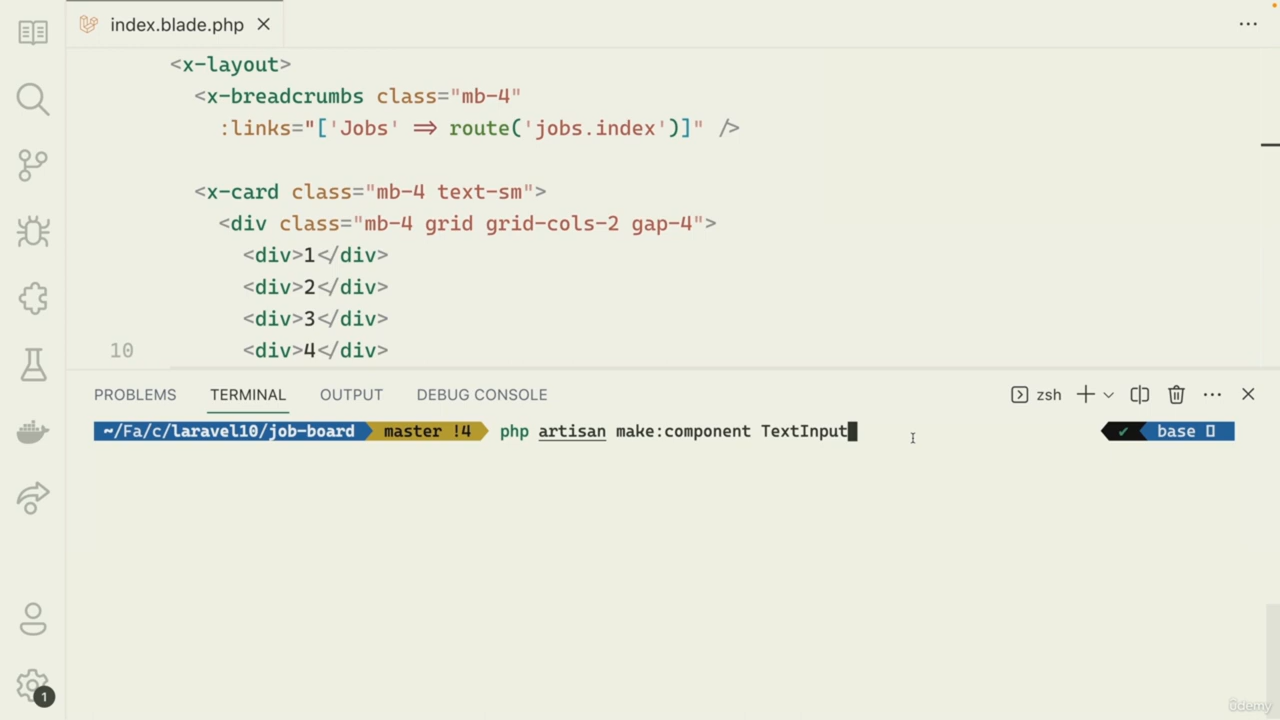 index.blade.php
<x-layout>
<x-breadcrumbs class="mb-4"
:links="['Jobs' => route('jobs.index')]" />
<x-card class="mb-4 text-sm">
<div class="mb-4 grid grid-cols-2 gap-4">
<div>1</div>
<div>2</div>
<div>3</div>
10 <div>4</div>
PROBLEMS TERMINAL OUTPUT DEBUG CONSOLE zsh
~/Fa/c/laravel10/job-board master !4 php artisan make:component TextInput ✔ base
1
ûdemy